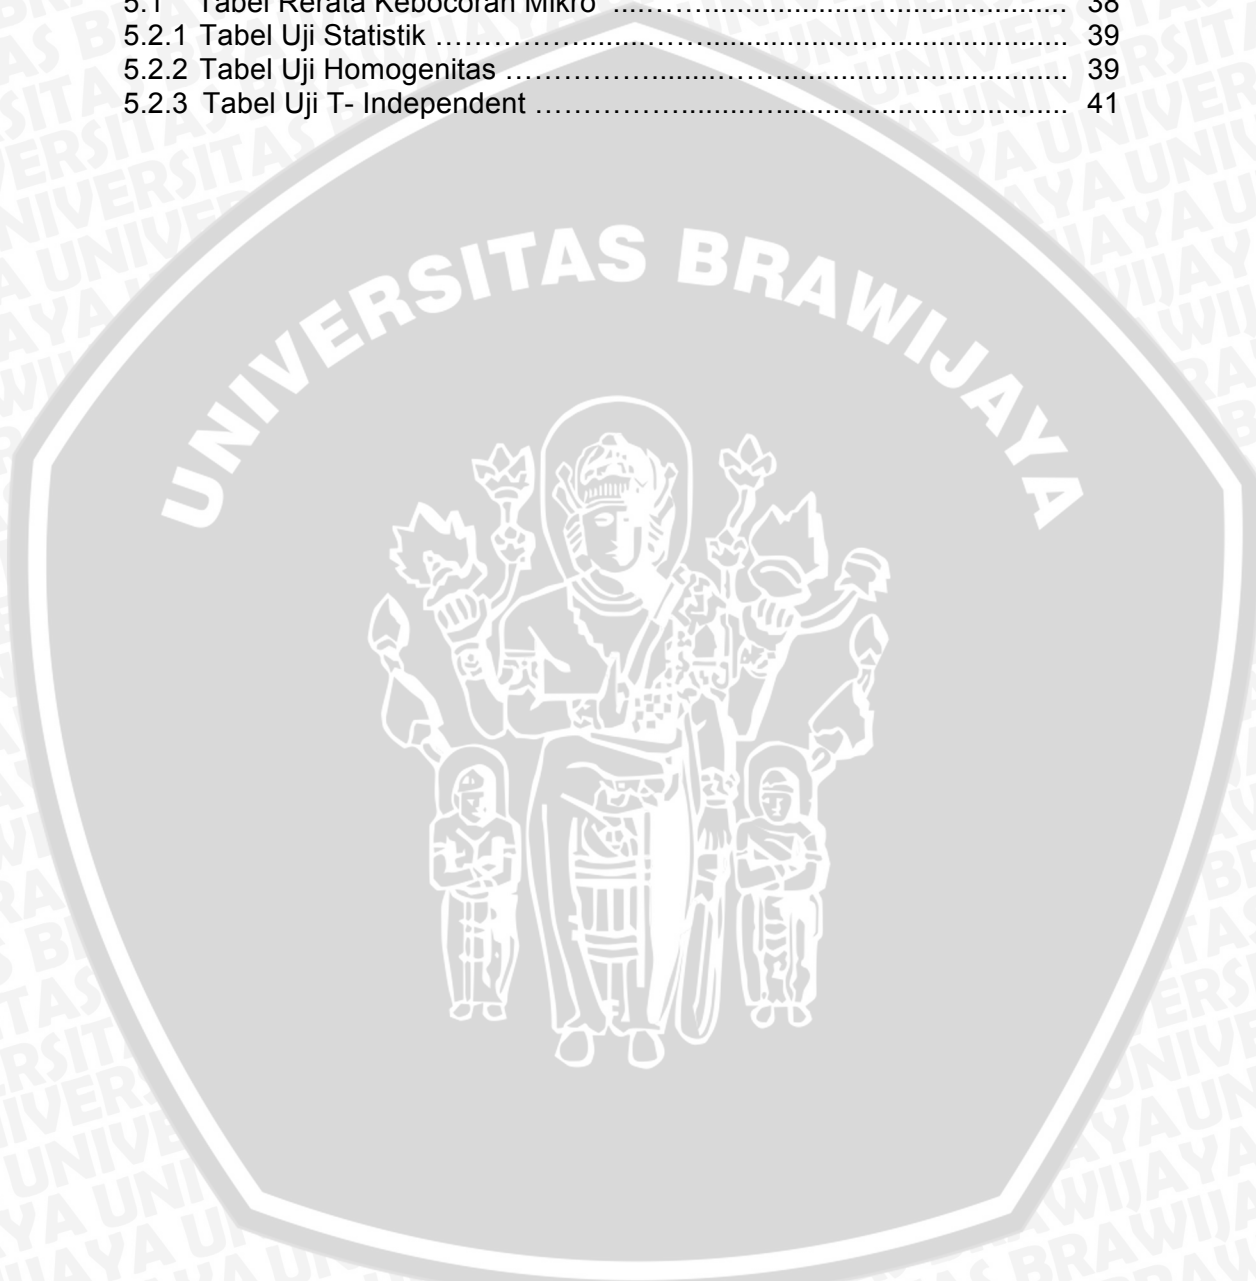 5.1 Tabel Rerata Kebocoran Mikro ................................................ 38
5.2.1 Tabel Uji Statistik ................................................................ 39
5.2.2 Tabel Uji Homogenitas ....................................................... 39
5.2.3 Tabel Uji T- Independent .................................................... 41
UNIVERSITAS BRAWIJAYA